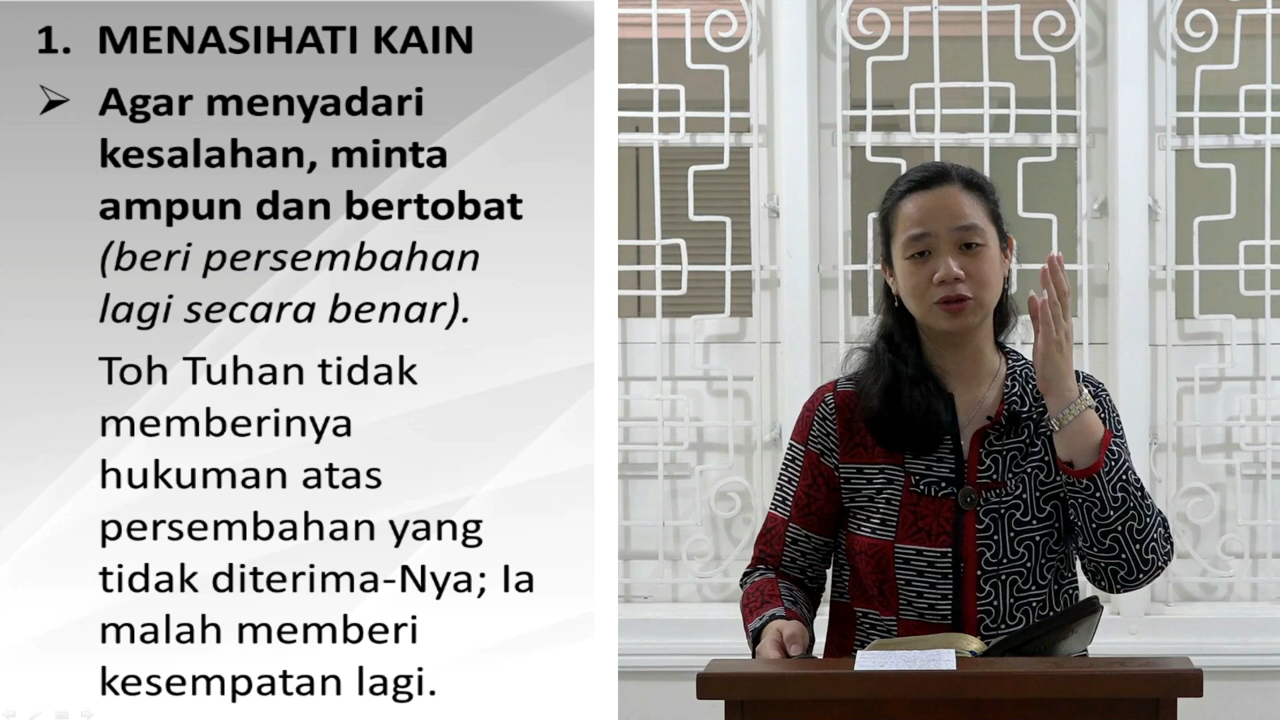 1. MENASIHATI KAIN
➢ Agar menyadari
kesalahan, minta
ampun dan bertobat
(beri persembahan
lagi secara benar).
Toh Tuhan tidak
memberinya
hukuman atas
persembahan yang
tidak diterima-Nya; Ia
malah memberi
kesempatan lagi.